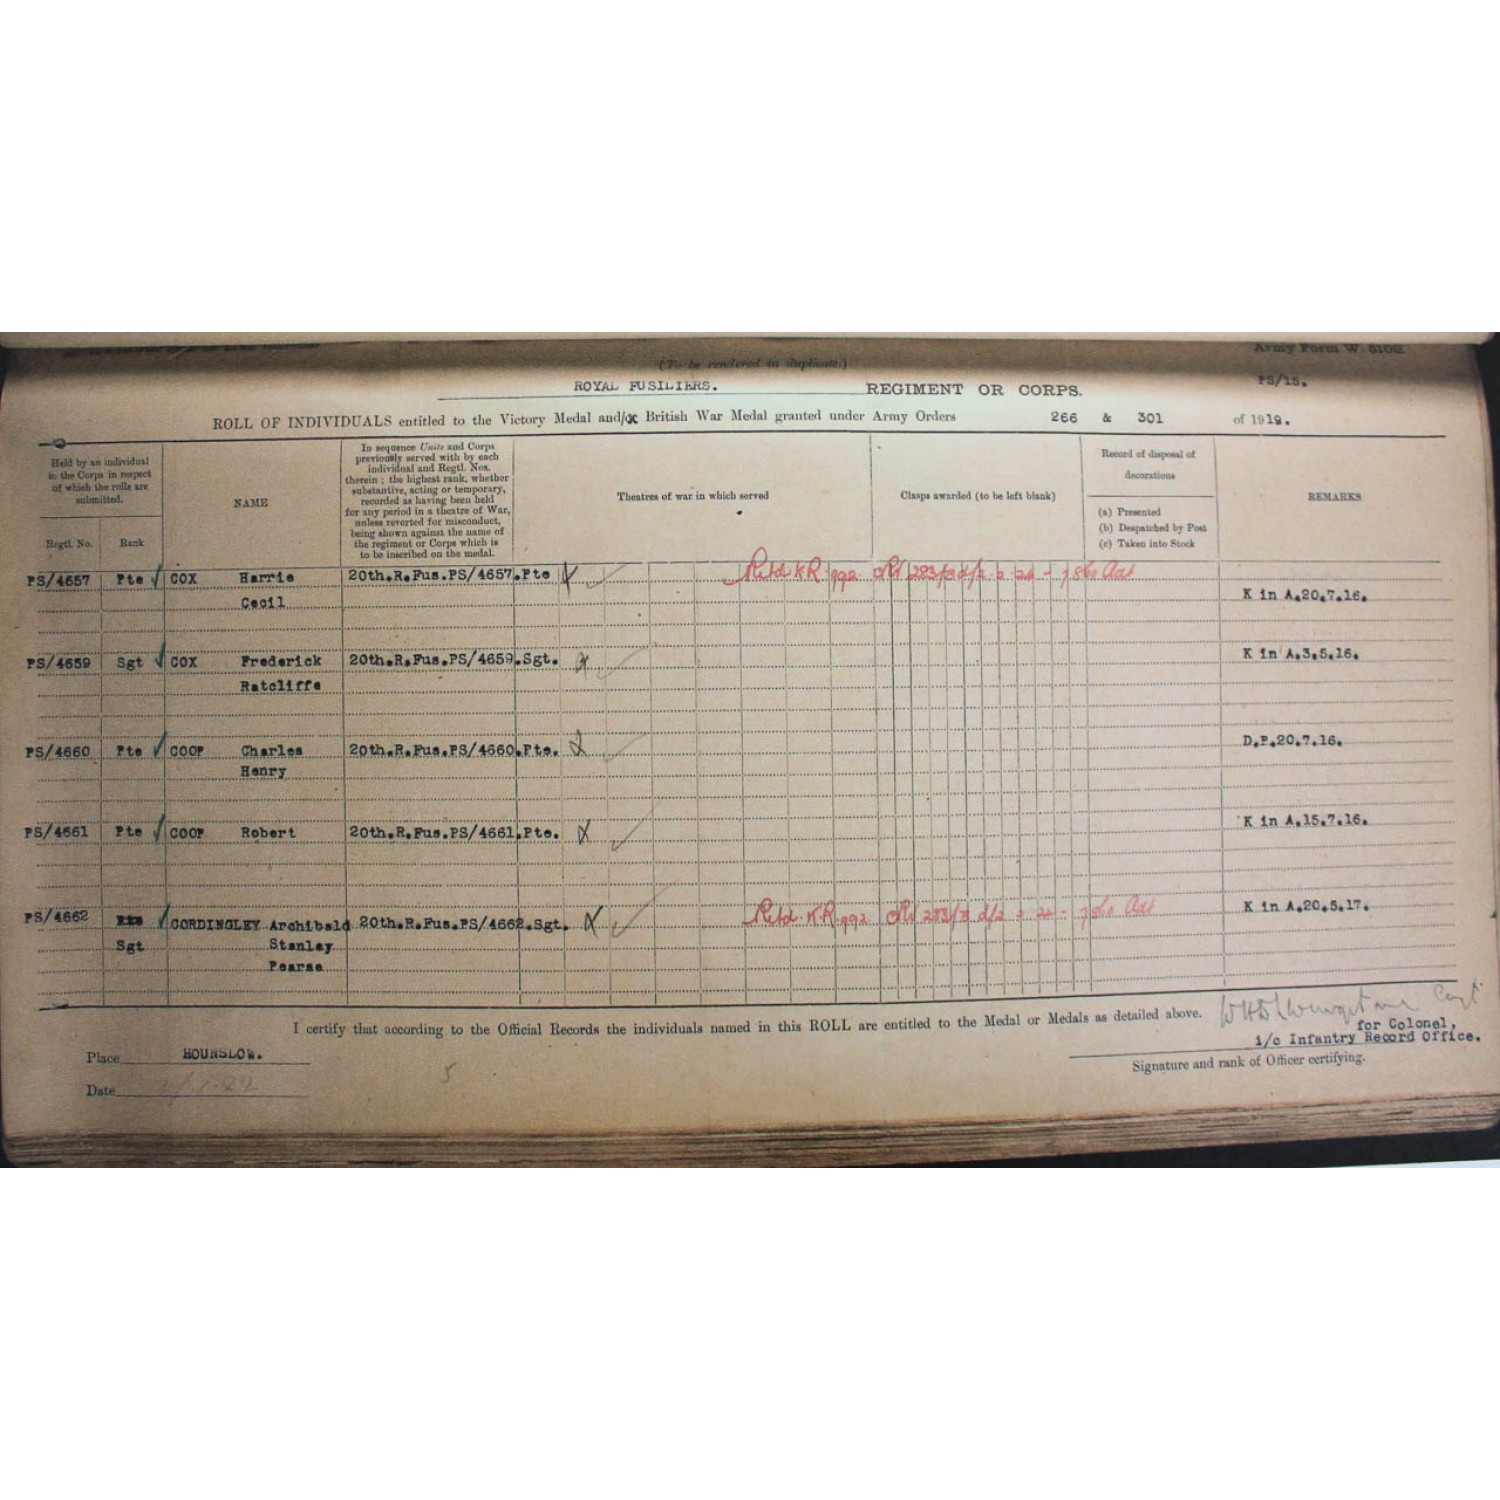 (To be rendered in duplicate.)
Army Form W 5102
ROYAL FUSILIERS. REGIMENT OR CORPS.
PS/15.
ROLL OF INDIVIDUALS entitled to the Victory Medal and/or British War Medal granted under Army Orders 266 & 301 of 1919.
Held by an individual
in the Corps in respect
of which the rolls are
submitted.
Regtl. No. Rank
NAME
In sequence Units and Corps
previously served with by each
individual and Regtl. Nos.
therein; the highest rank, whether
substantive, acting or temporary,
recorded as having been held
for any period in a theatre of War,
unless reverted for misconduct,
being shown against the name of
the regiment or Corps which is
to be inscribed on the medal.
Theatres of war in which served
Clasps awarded (to be left blank)
Record of disposal of
decorations
(a) Presented
(b) Despatched by Post
(c) Taken into Stock
REMARKS
PS/4657 Pte COX Harrie 20th.R.Fus.PS/4657.Pte Retd KR 992
Cecil K in A.20.7.16.
PS/4659 Sgt COX Frederick 20th.R.Fus.PS/4659.Sgt. K in A.3.5.16.
Ratcliffe
PS/4660 Pte COOP Charles 20th.R.Fus.PS/4660.Pte. D.P.20.7.16.
Henry
PS/4661 Pte COOP Robert 20th.R.Fus.PS/4661.Pte. K in A.15.7.16.
PS/4662 Pte CORDINGLEY Archibald 20th.R.Fus.PS/4662.Sgt. Retd KR 992 K in A.20.5.17.
Sgt Stanley
Pearse
I certify that according to the Official Records the individuals named in this ROLL are entitled to the Medal or Medals as detailed above.
Capt
for Colonel,
i/c Infantry Record Office.
Signature and rank of Officer certifying.
Place HOUNSLOW.
Date
5